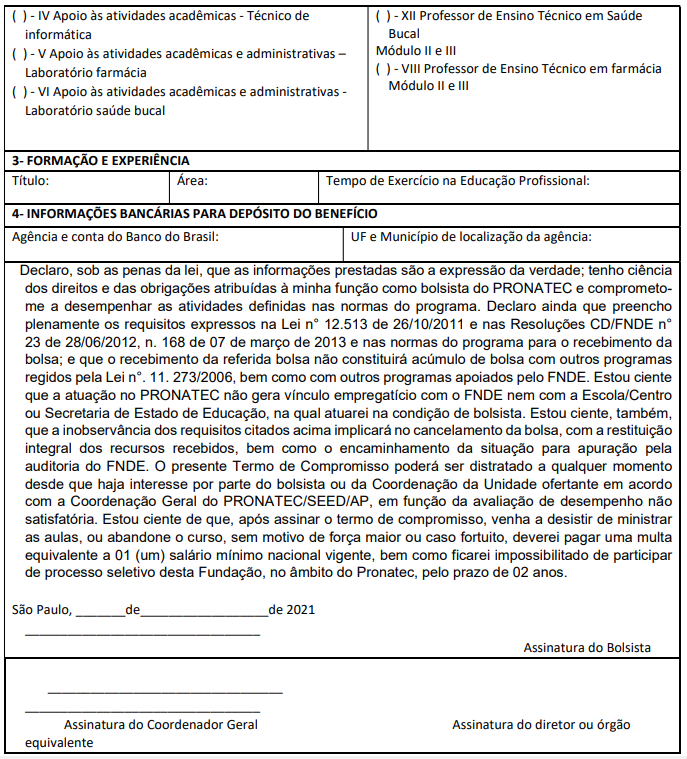 ( ) - IV Apoio às atividades acadêmicas - Técnico de
informática
( ) - V Apoio às atividades acadêmicas e administrativas –
Laboratório farmácia
( ) - VI Apoio às atividades acadêmicas e administrativas -
Laboratório saúde bucal
( ) - XII Professor de Ensino Técnico em Saúde
Bucal
Módulo II e III
( ) - VIII Professor de Ensino Técnico em farmácia
Módulo II e III
3- FORMAÇÃO E EXPERIÊNCIA
Título:
Área:
Tempo de Exercício na Educação Profissional:
4- INFORMAÇÕES BANCÁRIAS PARA DEPÓSITO DO BENEFÍCIO
Agência e conta do Banco do Brasil:
UF e Município de localização da agência:
Declaro, sob as penas da lei, que as informações prestadas são a expressão da verdade; tenho ciência
dos direitos e das obrigações atribuídas à minha função como bolsista do PRONATEC e comprometo-
me a desempenhar as atividades definidas nas normas do programa. Declaro ainda que preencho
plenamente os requisitos expressos na Lei n° 12.513 de 26/10/2011 e nas Resoluções CD/FNDE n°
23 de 28/06/2012, n. 168 de 07 de março de 2013 e nas normas do programa para o recebimento da
bolsa; e que o recebimento da referida bolsa não constituirá acúmulo de bolsa com outros programas
regidos pela Lei n°. 11. 273/2006, bem como com outros programas apoiados pelo FNDE. Estou ciente
que a atuação no PRONATEC não gera vínculo empregatício com o FNDE nem com a Escola/Centro
ou Secretaria de Estado de Educação, na qual atuarei na condição de bolsista. Estou ciente, também,
que a inobservância dos requisitos citados acima implicará no cancelamento da bolsa, com a restituição
integral dos recursos recebidos, bem como o encaminhamento da situação para apuração pela
auditoria do FNDE. O presente Termo de Compromisso poderá ser distratado a qualquer momento
desde que haja interesse por parte do bolsista ou da Coordenação da Unidade ofertante em acordo
com a Coordenação Geral do PRONATEC/SEED/AP, em função da avaliação de desempenho não
satisfatória. Estou ciente de que, após assinar o termo de compromisso, venha a desistir de ministrar
as aulas, ou abandone o curso, sem motivo de força maior ou caso fortuito, deverei pagar uma multa
equivalente a 01 (um) salário mínimo nacional vigente, bem como ficarei impossibilitado de participar
de processo seletivo desta Fundação, no âmbito do Pronatec, pelo prazo de 02 anos.
São Paulo, _______de__________________de 2021
_________________________________
Assinatura do Bolsista
_________________________________
_________________________________
Assinatura do Coordenador Geral Assinatura do diretor ou órgão
equivalente